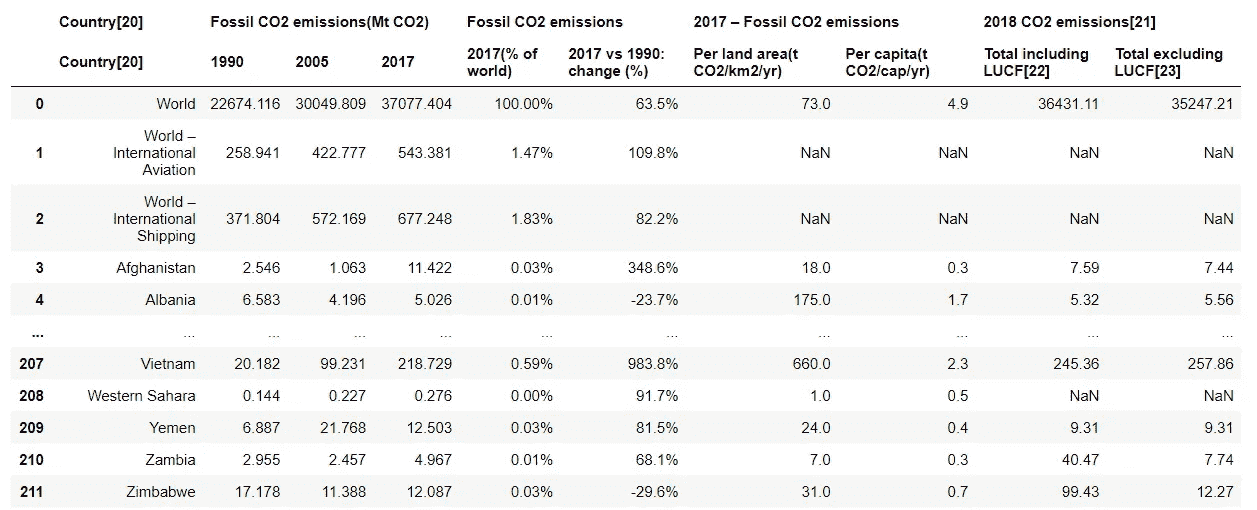 Country[20] Fossil CO2 emissions(Mt CO2) Fossil CO2 emissions 2017 – Fossil CO2 emissions 2018 CO2 emissions[21]
Country[20] 1990 2005 2017 2017(% of world) 2017 vs 1990: change (%) Per land area(t CO2/km2/yr) Per capita(t CO2/cap/yr) Total including LUCF[22] Total excluding LUCF[23]
0 World 22674.116 30049.809 37077.404 100.00% 63.5% 73.0 4.9 36431.11 35247.21
1 World – International Aviation 258.941 422.777 543.381 1.47% 109.8% NaN NaN NaN NaN
2 World – International Shipping 371.804 572.169 677.248 1.83% 82.2% NaN NaN NaN NaN
3 Afghanistan 2.546 1.063 11.422 0.03% 348.6% 18.0 0.3 7.59 7.44
4 Albania 6.583 4.196 5.026 0.01% -23.7% 175.0 1.7 5.32 5.56
... ... ... ... ... ... ... ... ... ... ...
207 Vietnam 20.182 99.231 218.729 0.59% 983.8% 660.0 2.3 245.36 257.86
208 Western Sahara 0.144 0.227 0.276 0.00% 91.7% 1.0 0.5 NaN NaN
209 Yemen 6.887 21.768 12.503 0.03% 81.5% 24.0 0.4 9.31 9.31
210 Zambia 2.955 2.457 4.967 0.01% 68.1% 7.0 0.3 40.47 7.74
211 Zimbabwe 17.178 11.388 12.087 0.03% -29.6% 31.0 0.7 99.43 12.27